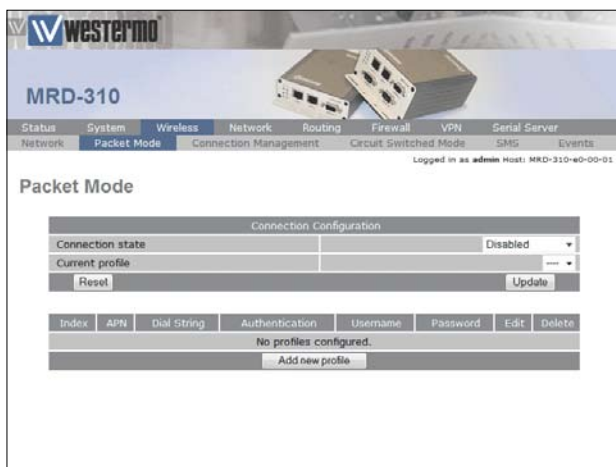 westermo
MRD-310
Status System Wireless Network Routing Firewall VPN Serial Server
Network Packet Mode Connection Management Circuit Switched Mode SMS Events
Logged in as admin Host: MRD-310-e0-00-01
Packet Mode
Connection Configuration
Connection state Disabled
Current profile ----
Reset Update
Index APN Dial String Authentication Username Password Edit Delete
No profiles configured.
Add new profile